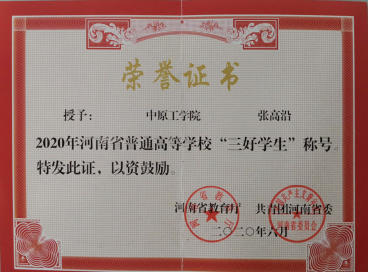 荣誉证书
授予： 中原工学院 张高沿
2020年河南省普通高等学校“三好学生”称号。
特发此证，以资鼓励。
河南省教育厅 共青团河南省委
二〇二〇年六月